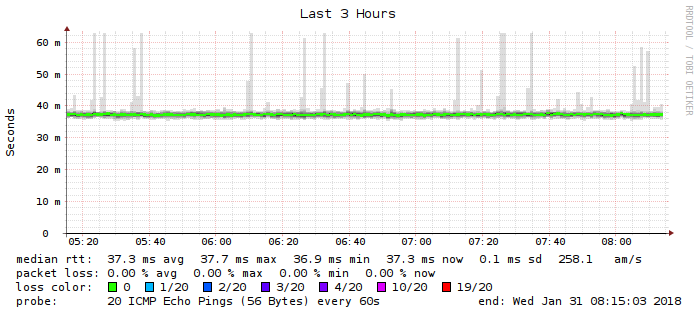 Last 3 Hours
RRDTOOL / TOBI OETIKER
Seconds
60 m
50 m
40 m
30 m
20 m
10 m
0
05:20 05:40 06:00 06:20 06:40 07:00 07:20 07:40 08:00
median rtt: 37.3 ms avg 37.7 ms max 36.9 ms min 37.3 ms now 0.1 ms sd 258.1 am/s
packet loss: 0.00 % avg 0.00 % max 0.00 % min 0.00 % now
loss color: 0 1/20 2/20 3/20 4/20 10/20 19/20
probe: 20 ICMP Echo Pings (56 Bytes) every 60s end: Wed Jan 31 08:15:03 2018